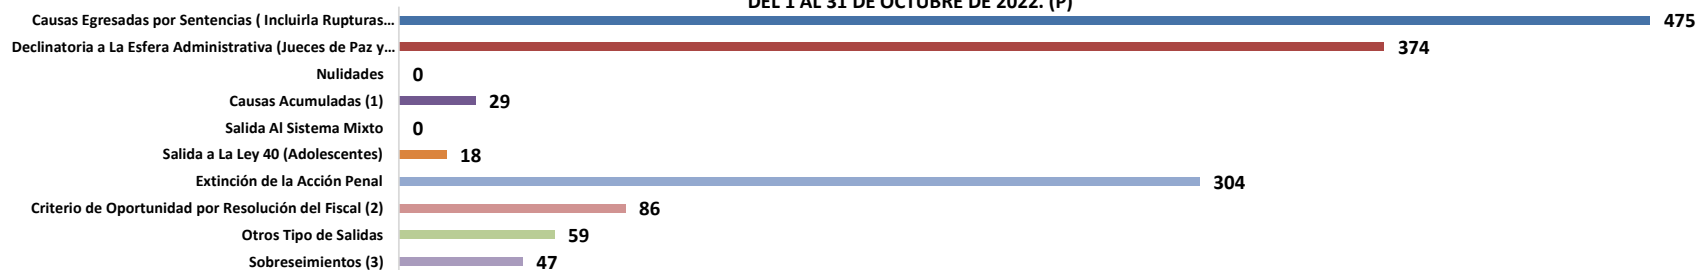 DEL 1 AL 31 DE OCTUBRE DE 2022. (P)
Causas Egresadas por Sentencias ( Incluirla Rupturas... 475
Declinatoria a La Esfera Administrativa (Jueces de Paz y... 374
Nulidades 0
Causas Acumuladas (1) 29
Salida Al Sistema Mixto 0
Salida a La Ley 40 (Adolescentes) 18
Extinción de la Acción Penal 304
Criterio de Oportunidad por Resolución del Fiscal (2) 86
Otros Tipo de Salidas 59
Sobreseimientos (3) 47